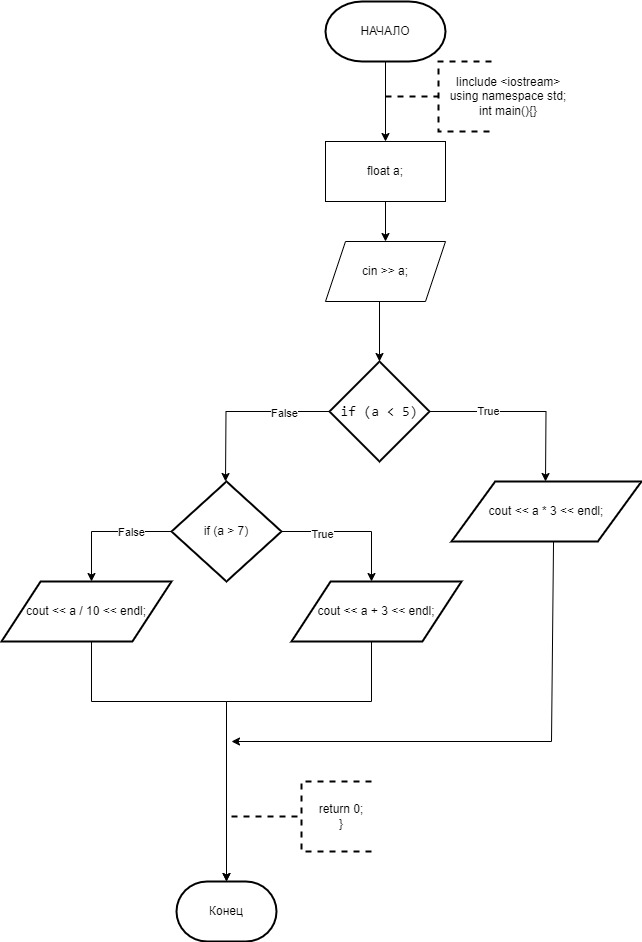 НАЧАЛО
Iinclude <iostream>
using namespace std;
int main(){}
float a;
cin >> a;
if (a < 5)
False
True
if (a > 7)
cout << a * 3 << endl;
False
True
cout << a / 10 << endl;
cout << a + 3 << endl;
return 0;
}
Конец